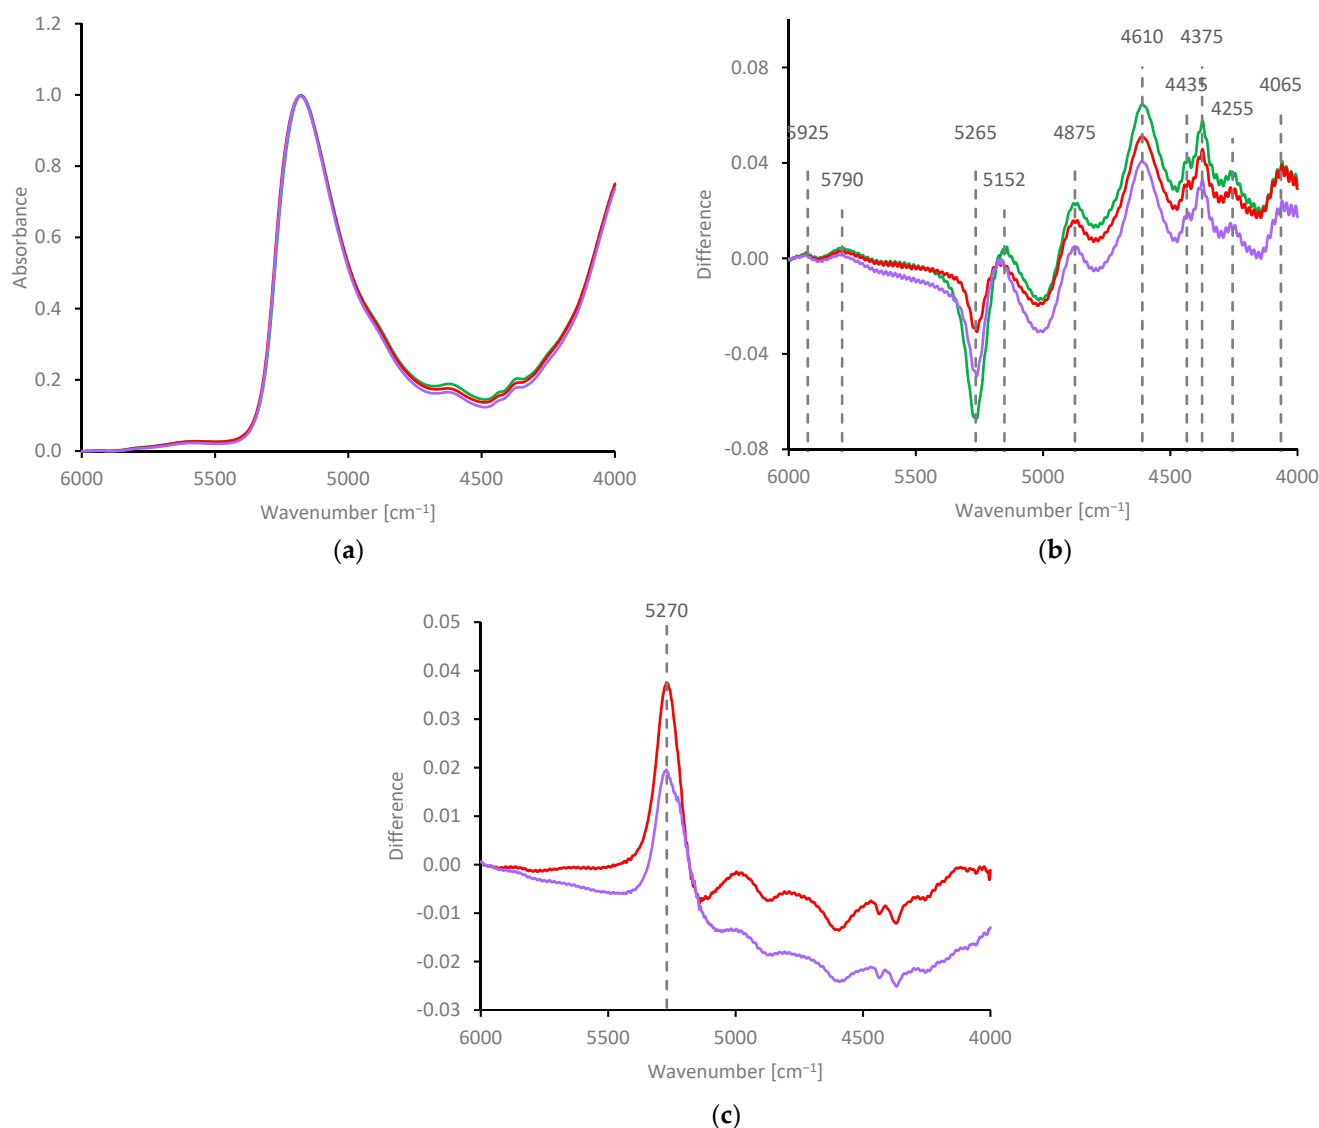 1.2
1.0
0.8
0.6
0.4
0.2
0.0
Absorbance
6000 5500 5000 4500 4000
Wavenumber [cm⁻¹]
(a)
0.08
0.04
0.00
-0.04
-0.08
Difference
5925
5790
5265
5152
4875
4610
4435
4375
4255
4065
6000 5500 5000 4500 4000
Wavenumber [cm⁻¹]
(b)
5270
0.05
0.04
0.03
0.02
0.01
0.00
-0.01
-0.02
-0.03
Difference
6000 5500 5000 4500 4000
Wavenumber [cm⁻¹]
(c)